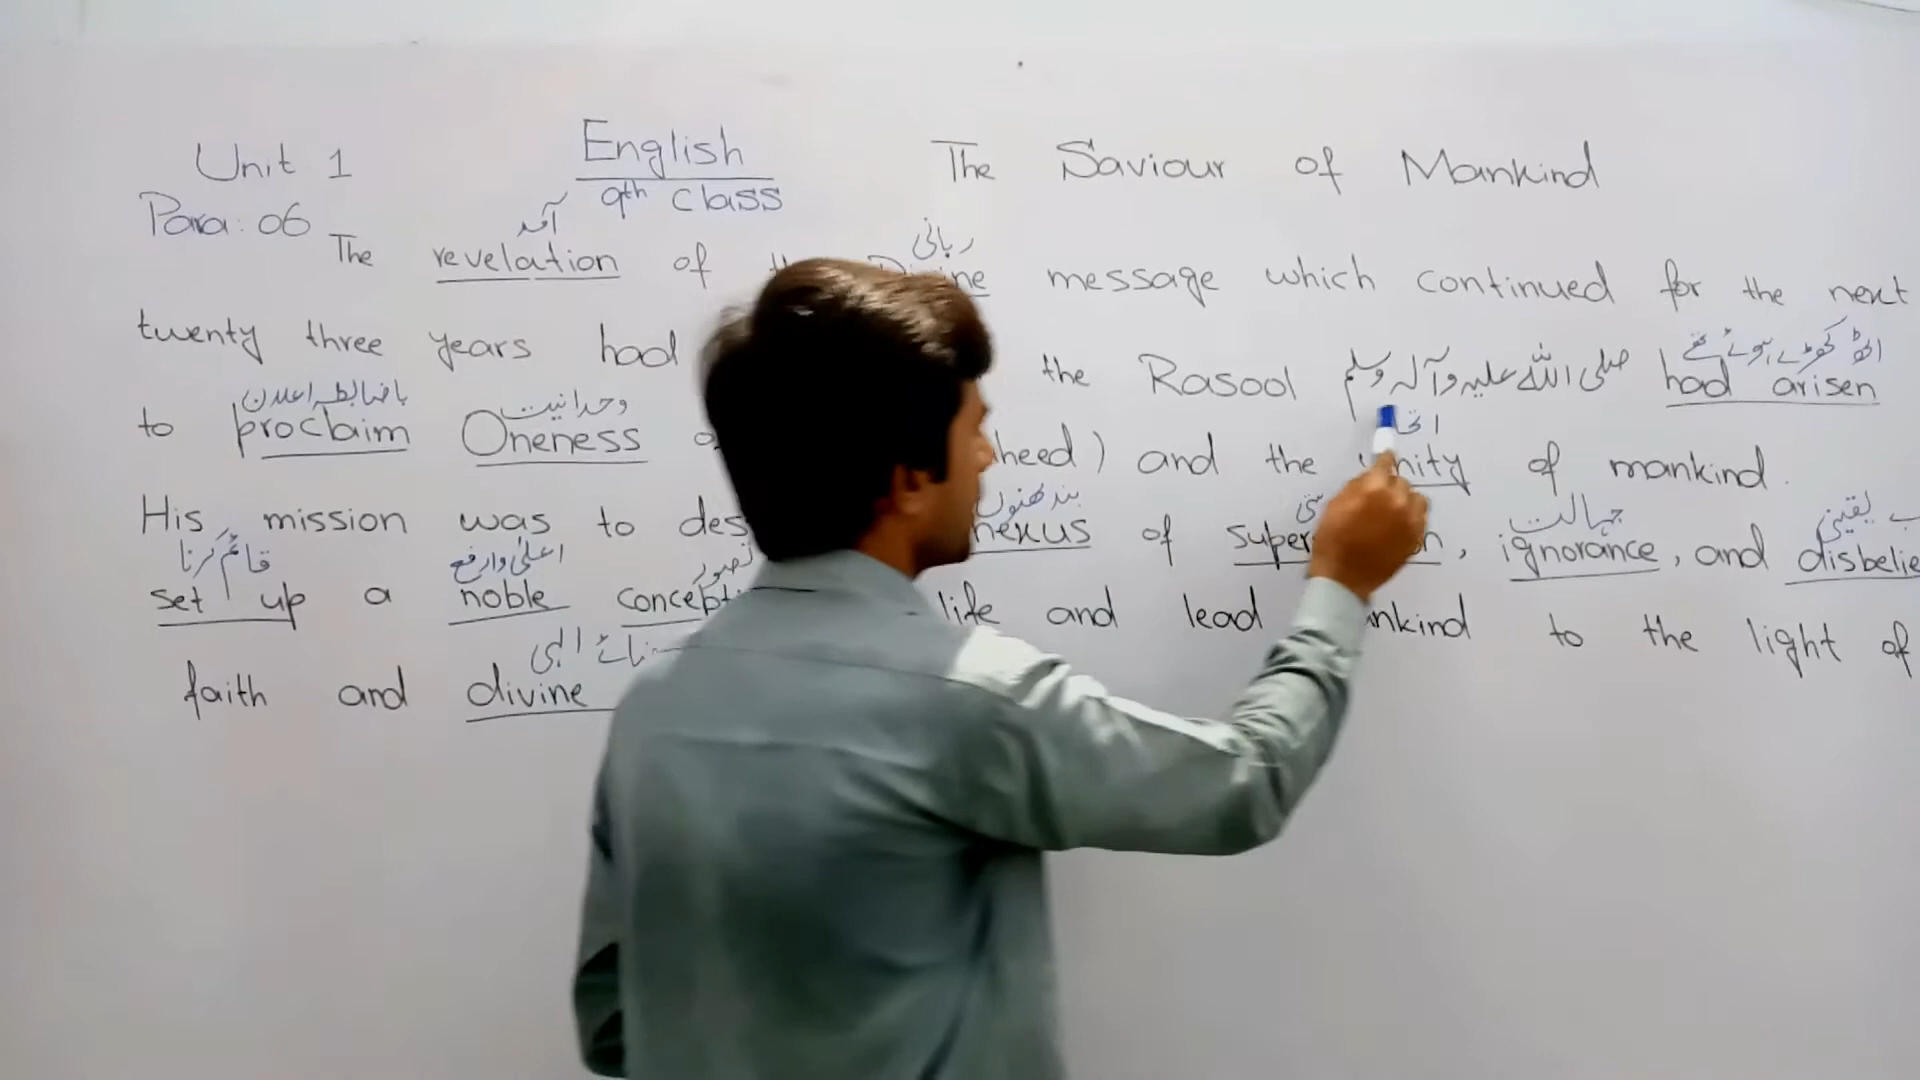 Unit 1 English The Saviour of Mankind
Para: 06 9th class
آمد ربانی
The revelation of message which continued for the next
اٹھ کھڑے ہوئے تھے
twenty three years had the Rasool صلی اللہ علیہ وآلہ وسلم had arisen
باضابطہ اعلان وحدانیت
to proclaim Oneness and the unity of mankind.
بندھنوں جہالت یقینی
His mission was to nexus of ignorance, and
قائم کرنا اعلیٰ وارفع تصور
set up a noble life and lead to the light of
الہی
faith and divine